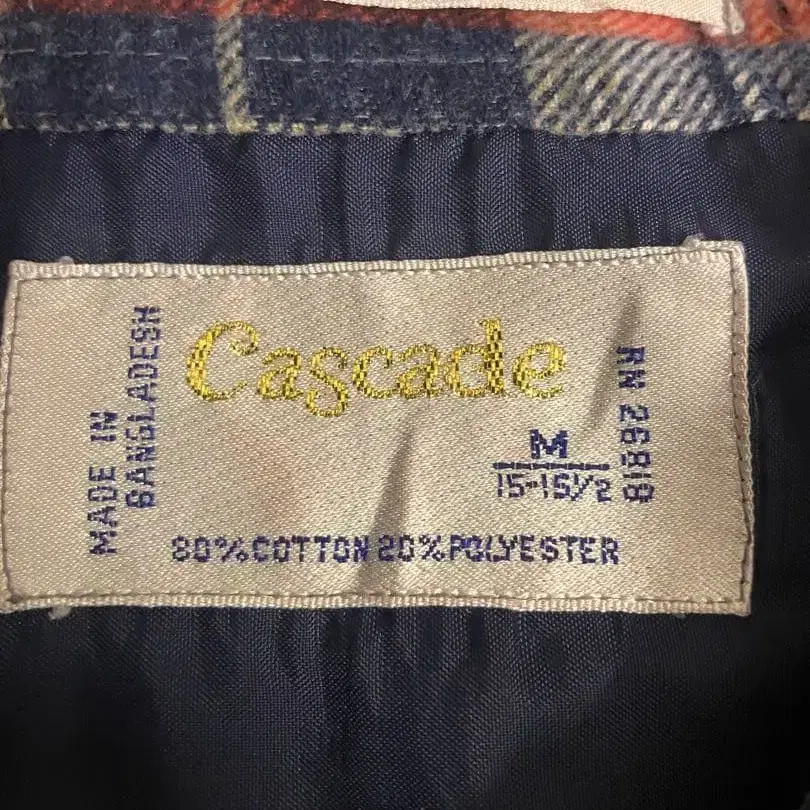 MADE IN
BANGLADESH
Cascade
M
15-15½
RN 26818
80% COTTON 20% POLYESTER